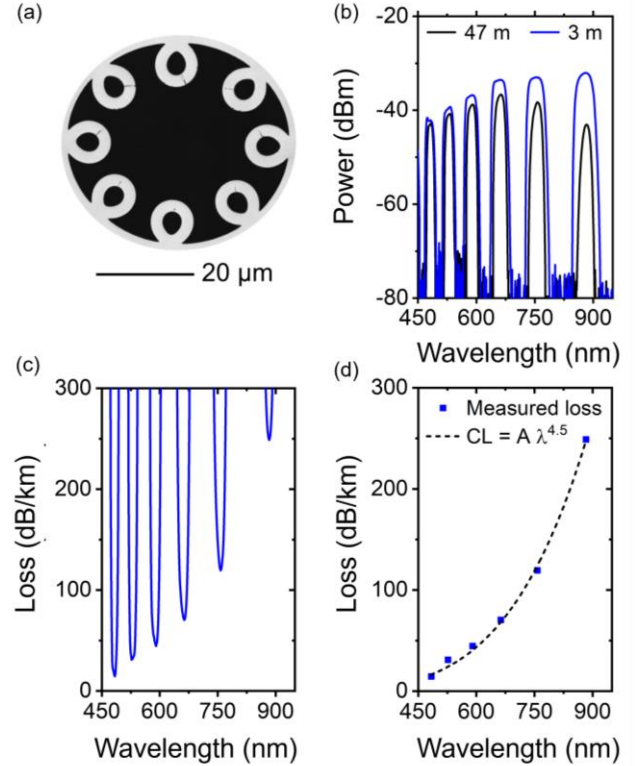 (a)
20 µm
(b)
47 m
3 m
-20
-40
-60
-80
Power (dBm)
450 600 750 900
Wavelength (nm)
(c)
300
200
100
0
Loss (dB/km)
450 600 750 900
Wavelength (nm)
(d)
Measured loss
CL = A λ^4.5
300
200
100
0
Loss (dB/km)
450 600 750 900
Wavelength (nm)